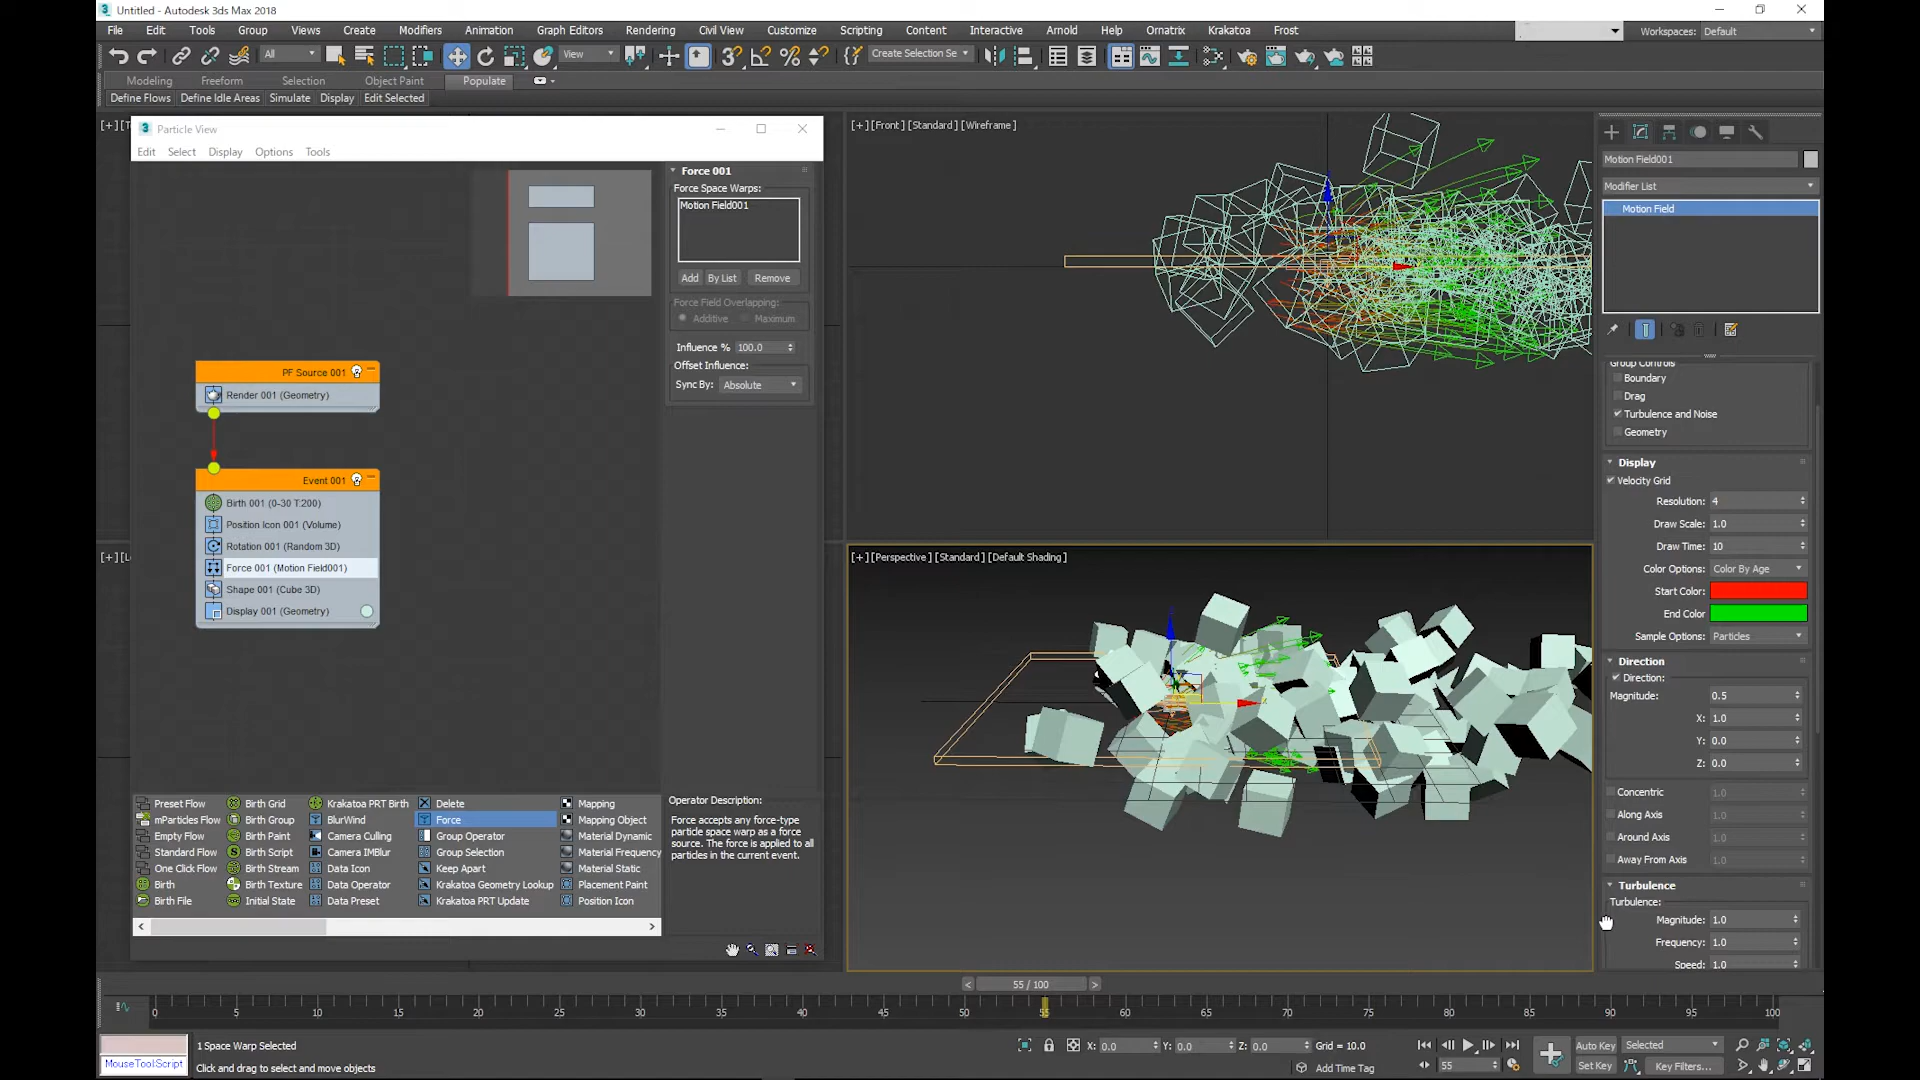 Untitled - Autodesk 3ds Max 2018
File Edit Tools Group Views Create Modifiers Animation Graph Editors Rendering Civil View Customize Scripting Content Interactive Arnold Help Ornatrix Krakatoa Frost
Workspaces: Default
All View Create Selection Se
Modeling Freeform Selection Object Paint Populate
Define Flows Define Idle Areas Simulate Display Edit Selected
Particle View
Edit Select Display Options Tools
Force 001
Force Space Warps:
Motion Field001
Add By List Remove
Force Field Overlapping:
Additive Maximum
Influence % 100.0
Offset Influence:
Sync By: Absolute
PF Source 001
Render 001 (Geometry)
Event 001
Birth 001 (0-30 T:200)
Position Icon 001 (Volume)
Rotation 001 (Random 3D)
Force 001 (Motion Field001)
Shape 001 (Cube 3D)
Display 001 (Geometry)
Preset Flow Birth Grid Krakatoa PRT Birth Delete Mapping
mParticles Flow Birth Group BlurWind Force Mapping Object
Empty Flow Birth Paint Camera Culling Group Operator Material Dynamic
Standard Flow Birth Script Camera IMBlur Group Selection Material Frequency
One Click Flow Birth Stream Data Icon Keep Apart Material Static
Birth Birth Texture Data Operator Krakatoa Geometry Lookup Placement Paint
Birth File Initial State Data Preset Krakatoa PRT Update Position Icon
Operator Description:
Force accepts any force-type
particle space warp as a force
source. The force is applied to all
particles in the current event.
[+] [Front] [Standard] [Wireframe]
[+] [Perspective] [Standard] [Default Shading]
Motion Field001
Modifier List
Motion Field
Group Controls
Boundary
Drag
Turbulence and Noise
Geometry
Display
Velocity Grid
Resolution: 4
Draw Scale: 1.0
Draw Time: 10
Color Options: Color By Age
Start Color:
End Color
Sample Options: Particles
Direction
Direction:
Magnitude: 0.5
X: 1.0
Y: 0.0
Z: 0.0
Concentric 1.0
Along Axis 1.0
Around Axis 1.0
Away From Axis 1.0
Turbulence
Turbulence:
Magnitude: 1.0
Frequency: 1.0
Speed: 1.0
< 55 / 100 >
0 5 10 15 20 25 30 35 40 45 50 55 60 65 70 75 80 85 90 95 100
MouseToolScript
1 Space Warp Selected
Click and drag to select and move objects
X: 0.0 Y: 0.0 Z: 0.0 Grid = 10.0
Add Time Tag
55
Auto Key Selected
Set Key Key Filters...